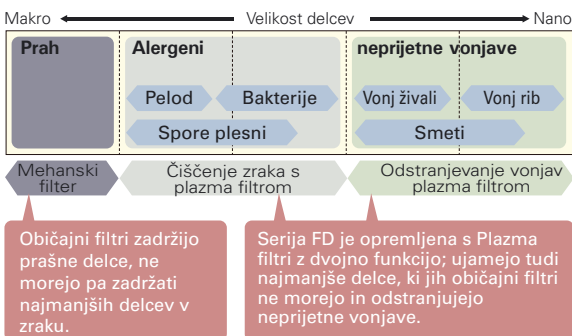 Makro Velikost delcev Nano
Prah Alergeni neprijetne vonjave
Pelod Bakterije Vonj živali Vonj rib
Spore plesni Smeti
Mehanski
filter
Čiščenje zraka s
plazma filtrom
Odstranjevanje vonjav
plazma filtrom
Običajni filtri zadržijo
prašne delce, ne
morejo pa zadržati
najmanjših delcev v
zraku.
Serija FD je opremljena s Plazma
filtri z dvojno funkcijo; ujamejo tudi
najmanjše delce, ki jih običajni filtri
ne morejo in odstranjujejo
neprijetne vonjave.